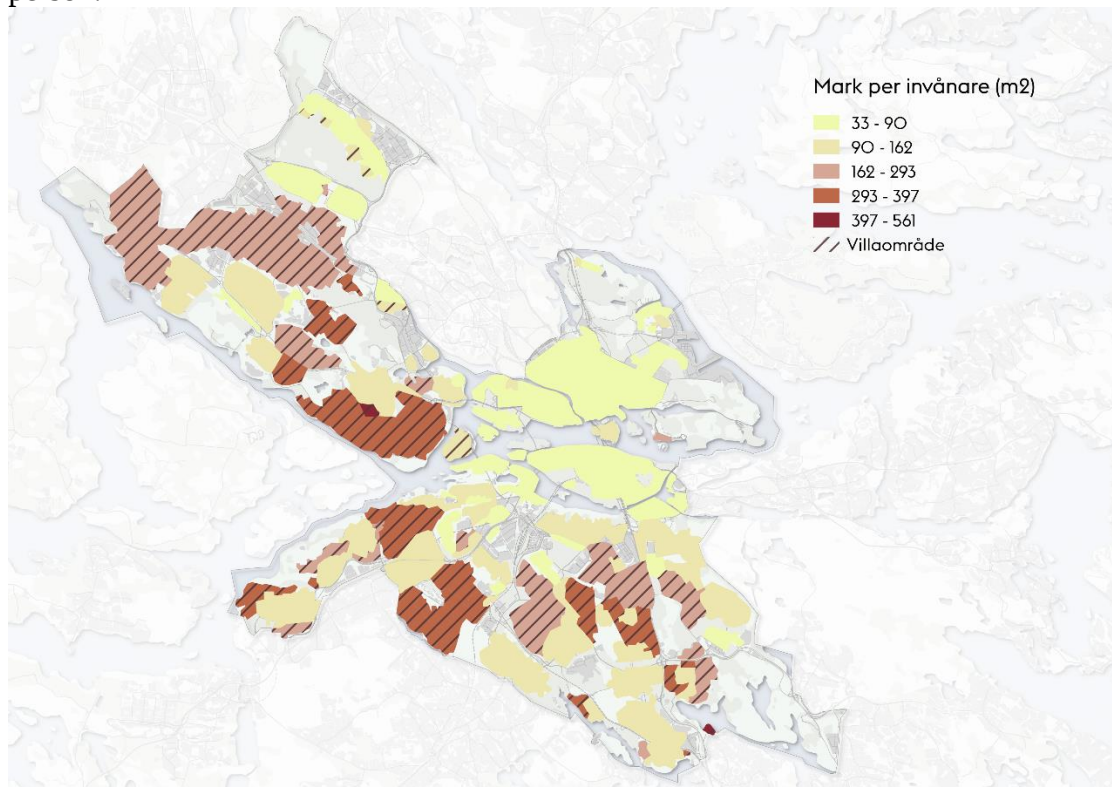 Mark per invånare (m2)
33 - 90
90 - 162
162 - 293
293 - 397
397 - 561
Villaområde